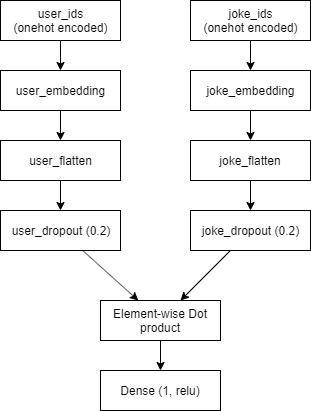 user_ids
(onehot encoded)
joke_ids
(onehot encoded)
user_embedding
joke_embedding
user_flatten
joke_flatten
user_dropout (0.2)
joke_dropout (0.2)
Element-wise Dot
product
Dense (1, relu)